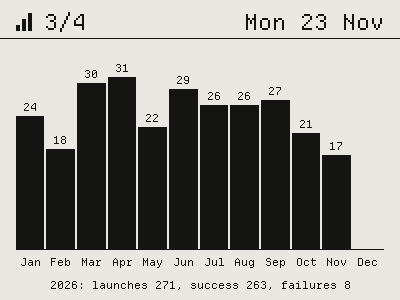 3/4 Mon 23 Nov
24 18 30 31 22 29 26 26 27 21 17
Jan Feb Mar Apr May Jun Jul Aug Sep Oct Nov Dec
2026: launches 271, success 263, failures 8